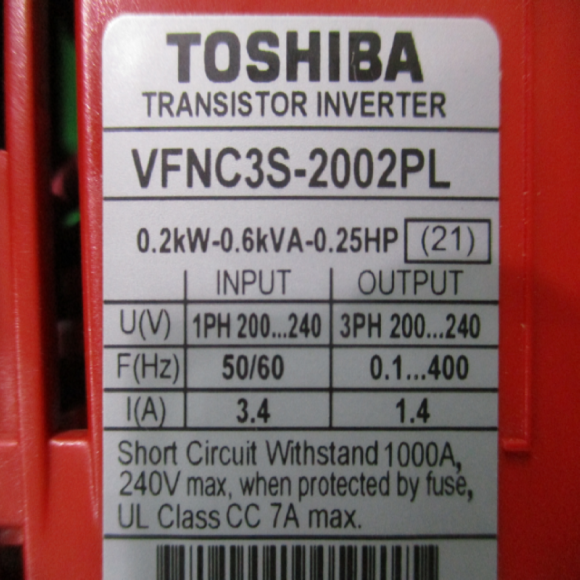 TOSHIBA
TRANSISTOR INVERTER
VFNC3S-2002PL
0.2kW-0.6kVA-0.25HP (21)
INPUT OUTPUT
U(V) 1PH 200...240 3PH 200...240
F(Hz) 50/60 0.1...400
I(A) 3.4 1.4
Short Circuit Withstand 1000A,
240V max, when protected by fuse,
UL Class CC 7A max.